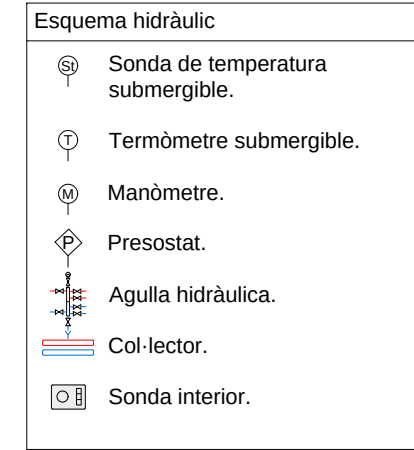 Esquema hidràulic
St Sonda de temperatura
submergible.
T Termòmetre submergible.
M Manòmetre.
P Presostat.
Agulla hidràulica.
Col·lector.
Sonda interior.